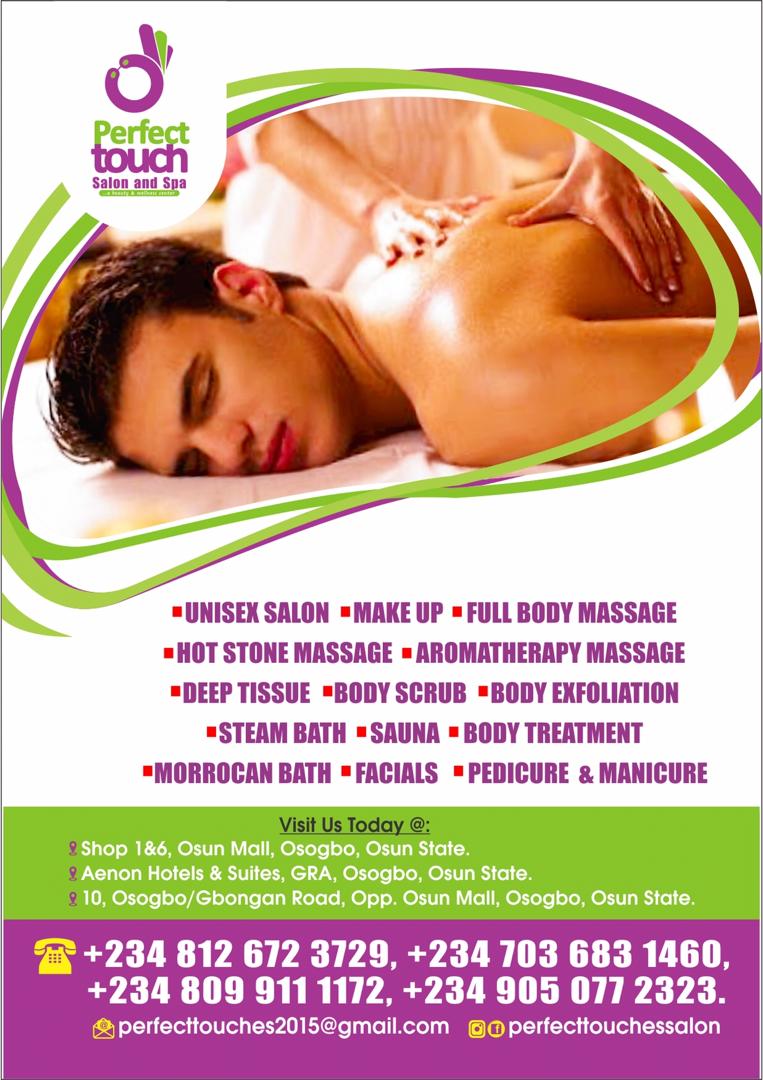 Perfect
touch
Salon and Spa
...a beauty & wellness center
▪UNISEX SALON ▪MAKE UP ▪FULL BODY MASSAGE
▪HOT STONE MASSAGE ▪AROMATHERAPY MASSAGE
▪DEEP TISSUE ▪BODY SCRUB ▪BODY EXFOLIATION
▪STEAM BATH ▪SAUNA ▪BODY TREATMENT
▪MORROCAN BATH ▪FACIALS ▪PEDICURE & MANICURE
Visit Us Today @:
Shop 1&6, Osun Mall, Osogbo, Osun State.
Aenon Hotels & Suites, GRA, Osogbo, Osun State.
10, Osogbo/Gbongan Road, Opp. Osun Mall, Osogbo, Osun State.
+234 812 672 3729, +234 703 683 1460,
+234 809 911 1172, +234 905 077 2323.
perfecttouches2015@gmail.com perfecttouchessalon